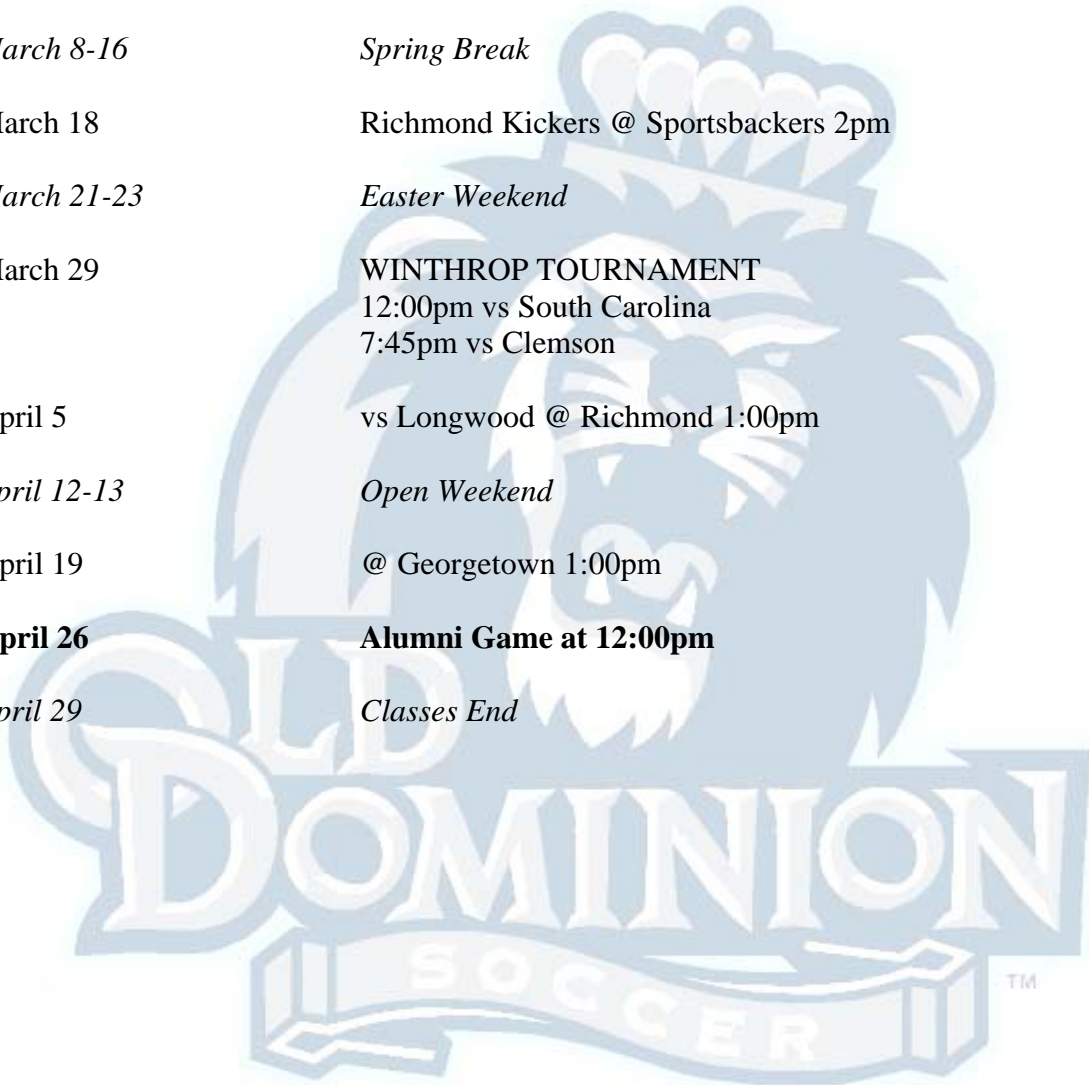 arch 8-16 Spring Break
arch 18 Richmond Kickers @ Sportsbackers 2pm
arch 21-23 Easter Weekend
arch 29 WINTHROP TOURNAMENT
12:00pm vs South Carolina
7:45pm vs Clemson
pril 5 vs Longwood @ Richmond 1:00pm
pril 12-13 Open Weekend
pril 19 @ Georgetown 1:00pm
pril 26 Alumni Game at 12:00pm
pril 29 Classes End
OLD
DOMINION
SOCCER
TM